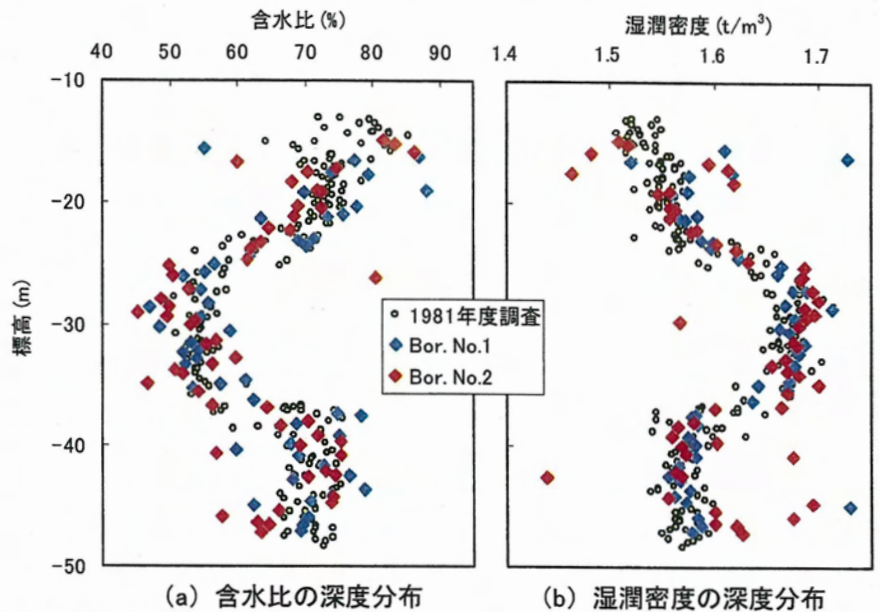 含水比(%)
湿潤密度(t/m³)
40 50 60 70 80 90
1.4 1.5 1.6 1.7
-10
-20
-30
-40
-50
標高(m)
1981年度調査
Bor. No.1
Bor. No.2
(a) 含水比の深度分布
(b) 湿潤密度の深度分布